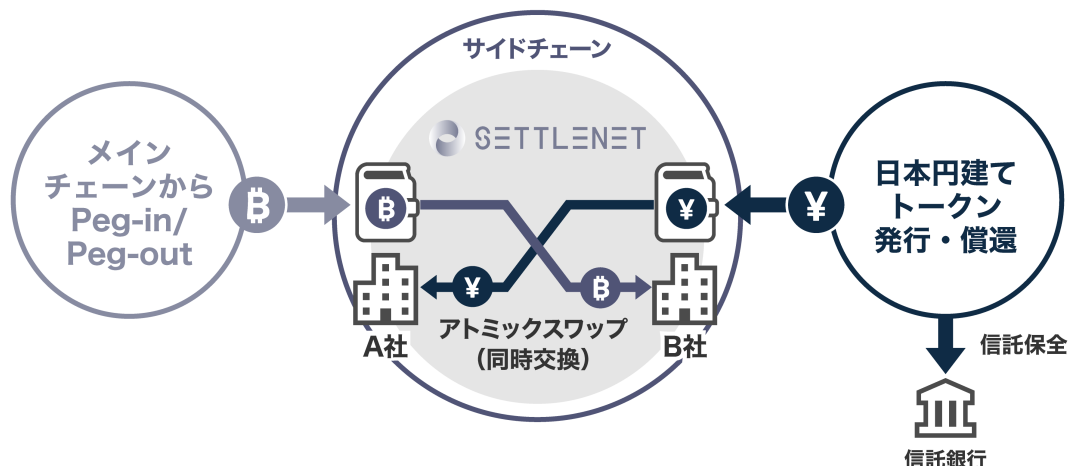 サイドチェーン
SETTLENET
メイン
チェーンから
Peg-in/
Peg-out
₿
₿
¥
¥
日本円建て
トークン
発行・償還
¥
₿
アトミックスワップ
（同時交換）
A社
B社
信託保全
信託銀行